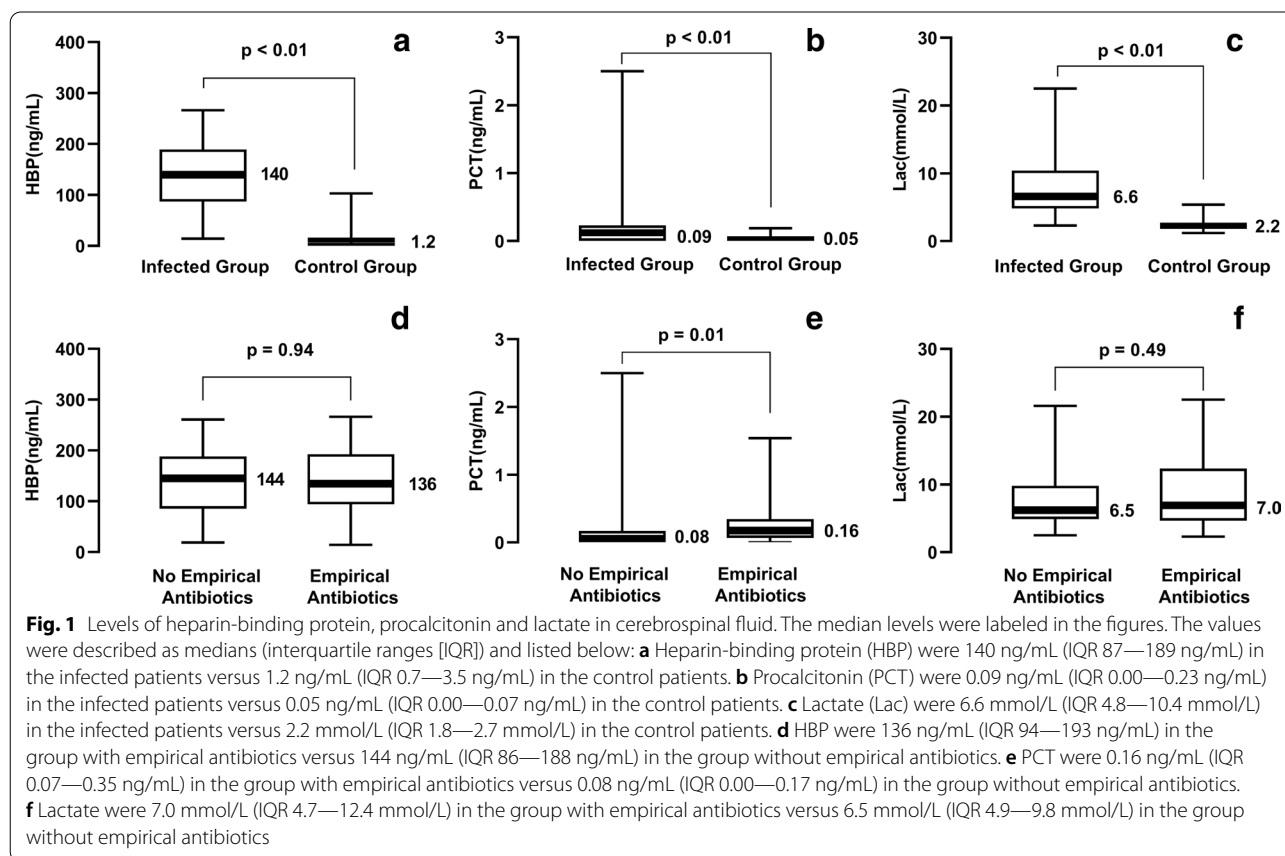 a
p < 0.01
HBP(ng/mL)
400
300
200
100
0
140
1.2
Infected Group
Control Group
b
p < 0.01
PCT(ng/mL)
3
2
1
0
0.09
0.05
Infected Group
Control Group
c
p < 0.01
Lac(mmol/L)
30
20
10
0
6.6
2.2
Infected Group
Control Group
d
p = 0.94
HBP(ng/mL)
400
300
200
100
0
144
136
No Empirical
Antibiotics
Empirical
Antibiotics
e
p = 0.01
PCT(ng/mL)
3
2
1
0
0.08
0.16
No Empirical
Antibiotics
Empirical
Antibiotics
f
p = 0.49
Lac(mmol/L)
30
20
10
0
6.5
7.0
No Empirical
Antibiotics
Empirical
Antibiotics
Fig. 1 Levels of heparin-binding protein, procalcitonin and lactate in cerebrospinal fluid. The median levels were labeled in the figures. The values
were described as medians (interquartile ranges [IQR]) and listed below: a Heparin-binding protein (HBP) were 140 ng/mL (IQR 87—189 ng/mL) in
the infected patients versus 1.2 ng/mL (IQR 0.7—3.5 ng/mL) in the control patients. b Procalcitonin (PCT) were 0.09 ng/mL (IQR 0.00—0.23 ng/mL)
in the infected patients versus 0.05 ng/mL (IQR 0.00—0.07 ng/mL) in the control patients. c Lactate (Lac) were 6.6 mmol/L (IQR 4.8—10.4 mmol/L)
in the infected patients versus 2.2 mmol/L (IQR 1.8—2.7 mmol/L) in the control patients. d HBP were 136 ng/mL (IQR 94—193 ng/mL) in the
group with empirical antibiotics versus 144 ng/mL (IQR 86—188 ng/mL) in the group without empirical antibiotics. e PCT were 0.16 ng/mL (IQR
0.07—0.35 ng/mL) in the group with empirical antibiotics versus 0.08 ng/mL (IQR 0.00—0.17 ng/mL) in the group without empirical antibiotics.
f Lactate were 7.0 mmol/L (IQR 4.7—12.4 mmol/L) in the group with empirical antibiotics versus 6.5 mmol/L (IQR 4.9—9.8 mmol/L) in the group
without empirical antibiotics